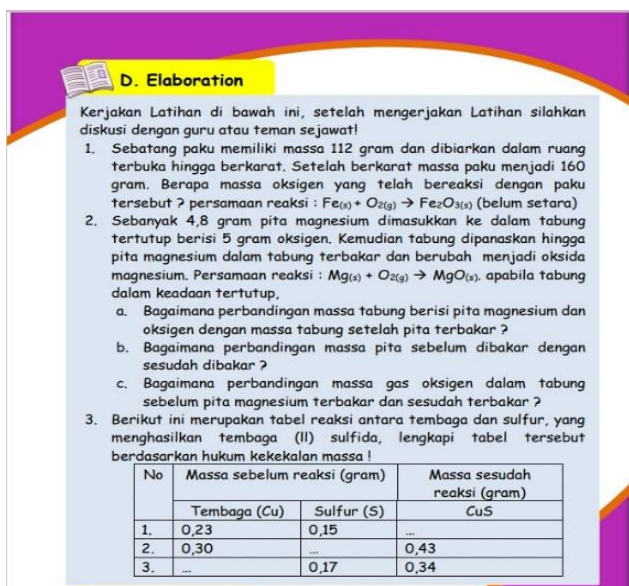 D. Elaboration
Kerjakan Latihan di bawah ini, setelah mengerjakan Latihan silahkan
diskusi dengan guru atau teman sejawat!
1. Sebatang paku memiliki massa 112 gram dan dibiarkan dalam ruang
terbuka hingga berkarat. Setelah berkarat massa paku menjadi 160
gram. Berapa massa oksigen yang telah bereaksi dengan paku
tersebut ? persamaan reaksi : Fe(s) + O2(g) → Fe2O3(s) (belum setara)
2. Sebanyak 4,8 gram pita magnesium dimasukkan ke dalam tabung
tertutup berisi 5 gram oksigen. Kemudian tabung dipanaskan hingga
pita magnesium dalam tabung terbakar dan berubah menjadi oksida
magnesium. Persamaan reaksi : Mg(s) + O2(g) → MgO(s). apabila tabung
dalam keadaan tertutup,
a. Bagaimana perbandingan massa tabung berisi pita magnesium dan
oksigen dengan massa tabung setelah pita terbakar ?
b. Bagaimana perbandingan massa pita sebelum dibakar dengan
sesudah dibakar ?
c. Bagaimana perbandingan massa gas oksigen dalam tabung
sebelum pita magnesium terbakar dan sesudah terbakar ?
3. Berikut ini merupakan tabel reaksi antara tembaga dan sulfur, yang
menghasilkan tembaga (II) sulfida, lengkapi tabel tersebut
berdasarkan hukum kekekalan massa !
No Massa sebelum reaksi (gram) Massa sesudah
reaksi (gram)
Tembaga (Cu) Sulfur (S) CuS
1. 0,23 0,15 ...
2. 0,30 ... 0,43
3. ... 0,17 0,34